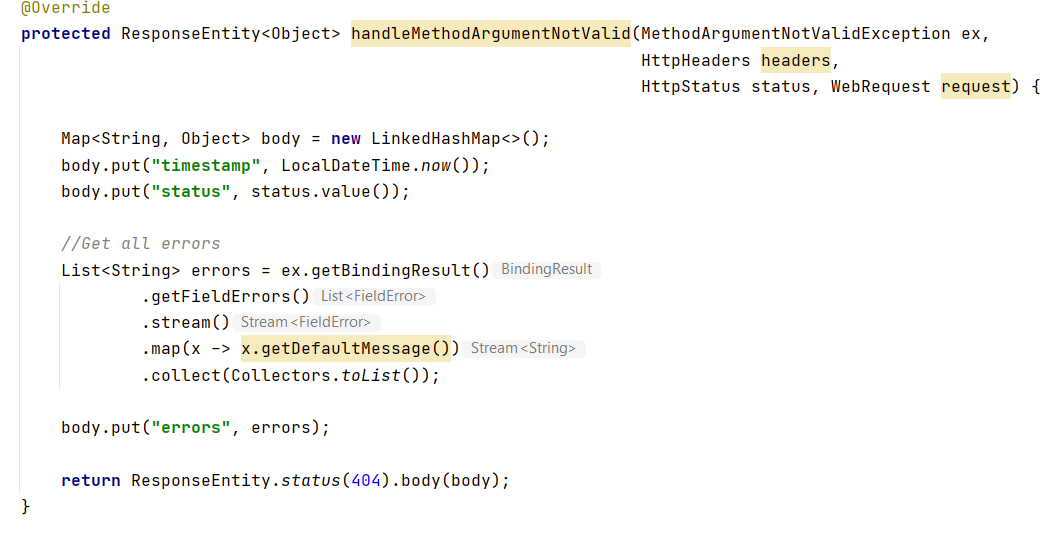 @Override
protected ResponseEntity<Object> handleMethodArgumentNotValid(MethodArgumentNotValidException ex,
HttpHeaders headers,
HttpStatus status, WebRequest request) {
Map<String, Object> body = new LinkedHashMap<>();
body.put("timestamp", LocalDateTime.now());
body.put("status", status.value());
//Get all errors
List<String> errors = ex.getBindingResult() BindingResult
.getFieldErrors() List<FieldError>
.stream() Stream<FieldError>
.map(x -> x.getDefaultMessage()) Stream<String>
.collect(Collectors.toList());
body.put("errors", errors);
return ResponseEntity.status(404).body(body);
}